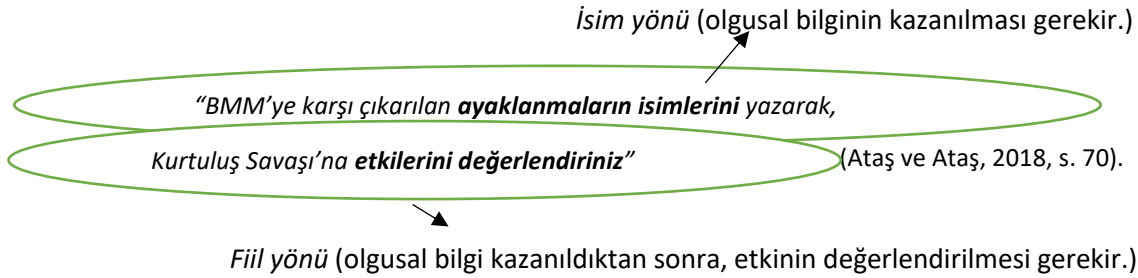 İsim yönü (olgusal bilginin kazanılması gerekir.)
“BMM’ye karşı çıkarılan ayaklanmaların isimlerini yazarak,
Kurtuluş Savaşı’na etkilerini değerlendiriniz”
(Ataş ve Ataş, 2018, s. 70).
Fiil yönü (olgusal bilgi kazanıldıktan sonra, etkinin değerlendirilmesi gerekir.)